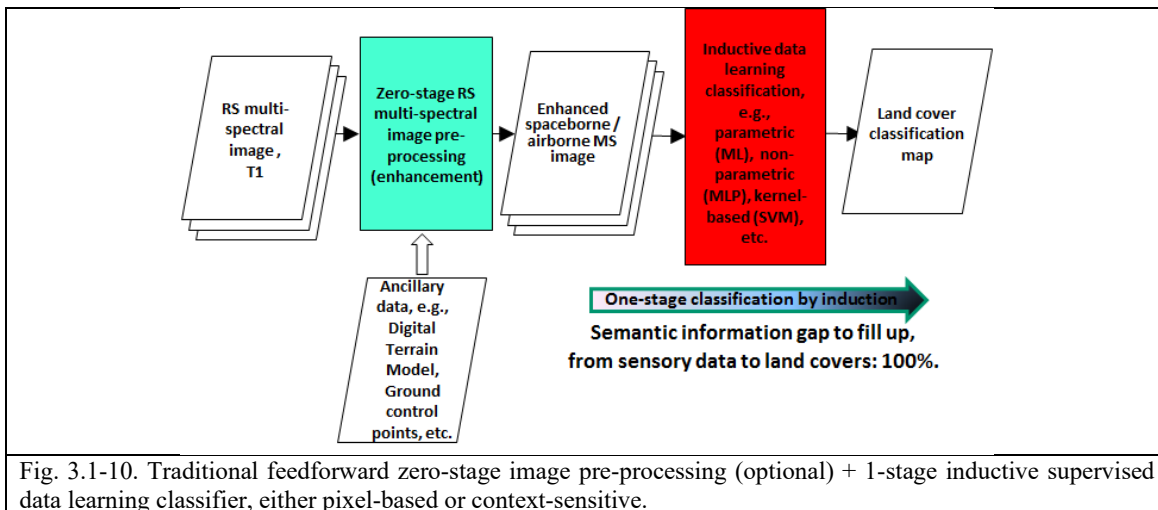 RS multi-
spectral
image ,
T1
Zero-stage RS
multi-spectral
image pre-
processing
(enhancement)
Enhanced
spaceborne /
airborne MS
image
Inductive data
learning
classification,
e.g.,
parametric
(ML), non-
parametric
(MLP), kernel-
based (SVM),
etc.
Land cover
classification
map
Ancillary
data, e.g.,
Digital
Terrain
Model,
Ground
control
points, etc.
One-stage classification by induction
Semantic information gap to fill up,
from sensory data to land covers: 100%.
Fig. 3.1-10. Traditional feedforward zero-stage image pre-processing (optional) + 1-stage inductive supervised
data learning classifier, either pixel-based or context-sensitive.